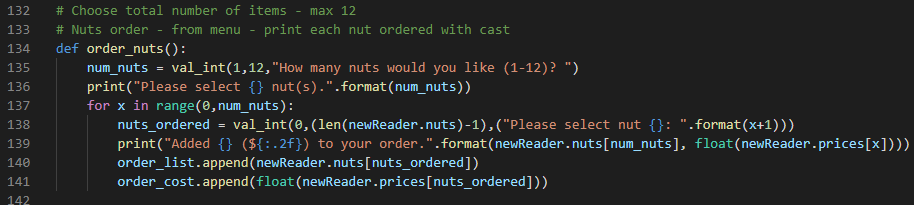 132 # Choose total number of items - max 12
133 # Nuts order - from menu - print each nut ordered with cast
134 def order_nuts():
135     num_nuts = val_int(1,12,"How many nuts would you like (1-12)? ")
136     print("Please select {} nut(s).".format(num_nuts))
137     for x in range(0,num_nuts):
138         nuts_ordered = val_int(0,(len(newReader.nuts)-1),("Please select nut {}: ".format(x+1)))
139         print("Added {} (${:.2f}) to your order.".format(newReader.nuts[num_nuts], float(newReader.prices[x])))
140         order_list.append(newReader.nuts[nuts_ordered])
141         order_cost.append(float(newReader.prices[nuts_ordered]))
142